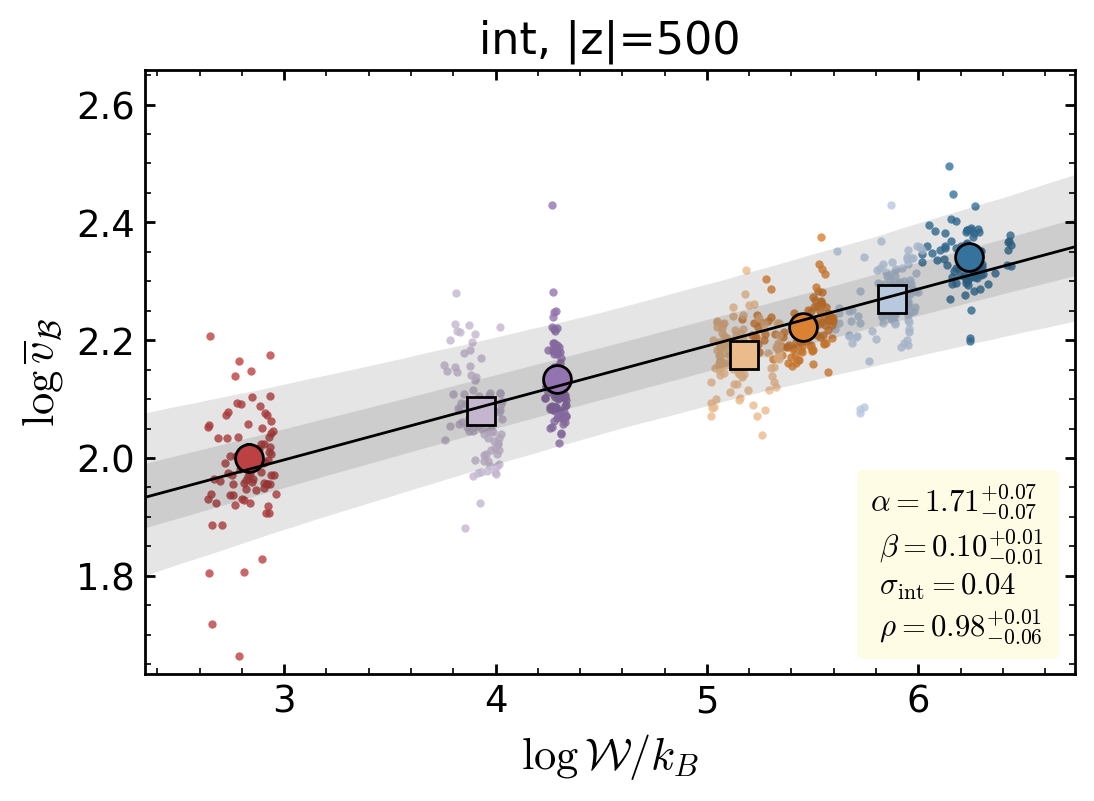 int, |z|=500
2.6
2.4
2.2
2.0
1.8
log v̅_ℬ
α = 1.71^{+0.07}_{−0.07}
β = 0.10^{+0.01}_{−0.01}
σ_int = 0.04
ρ = 0.98^{+0.01}_{−0.06}
3 4 5 6
log 𝒲/k_B